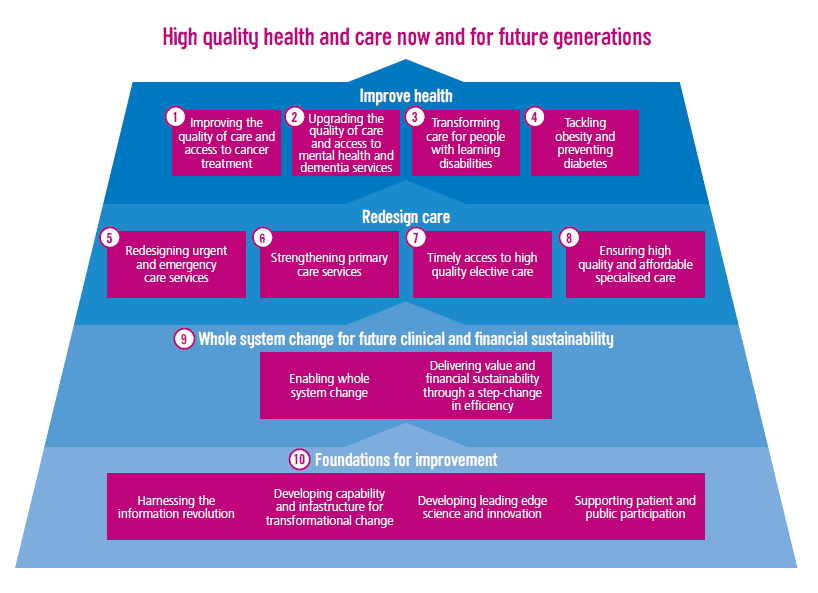 High quality health and care now and for future generations
Improve health
1
Improving the
quality of care and
access to cancer
treatment
2
Upgrading the
quality of care
and access to
mental health and
dementia services
3
Transforming
care for people
with learning
disabilities
4
Tackling
obesity and
preventing
diabetes
Redesign care
5
Redesigning urgent
and emergency
care services
6
Strengthening primary
care services
7
Timely access to high
quality elective care
8
Ensuring high
quality and affordable
specialised care
9 Whole system change for future clinical and financial sustainability
Enabling whole
system change
Delivering value and
financial sustainability
through a step-change
in efficiency
10 Foundations for improvement
Harnessing the
information revolution
Developing capability
and infastructure for
transformational change
Developing leading edge
science and innovation
Supporting patient and
public participation